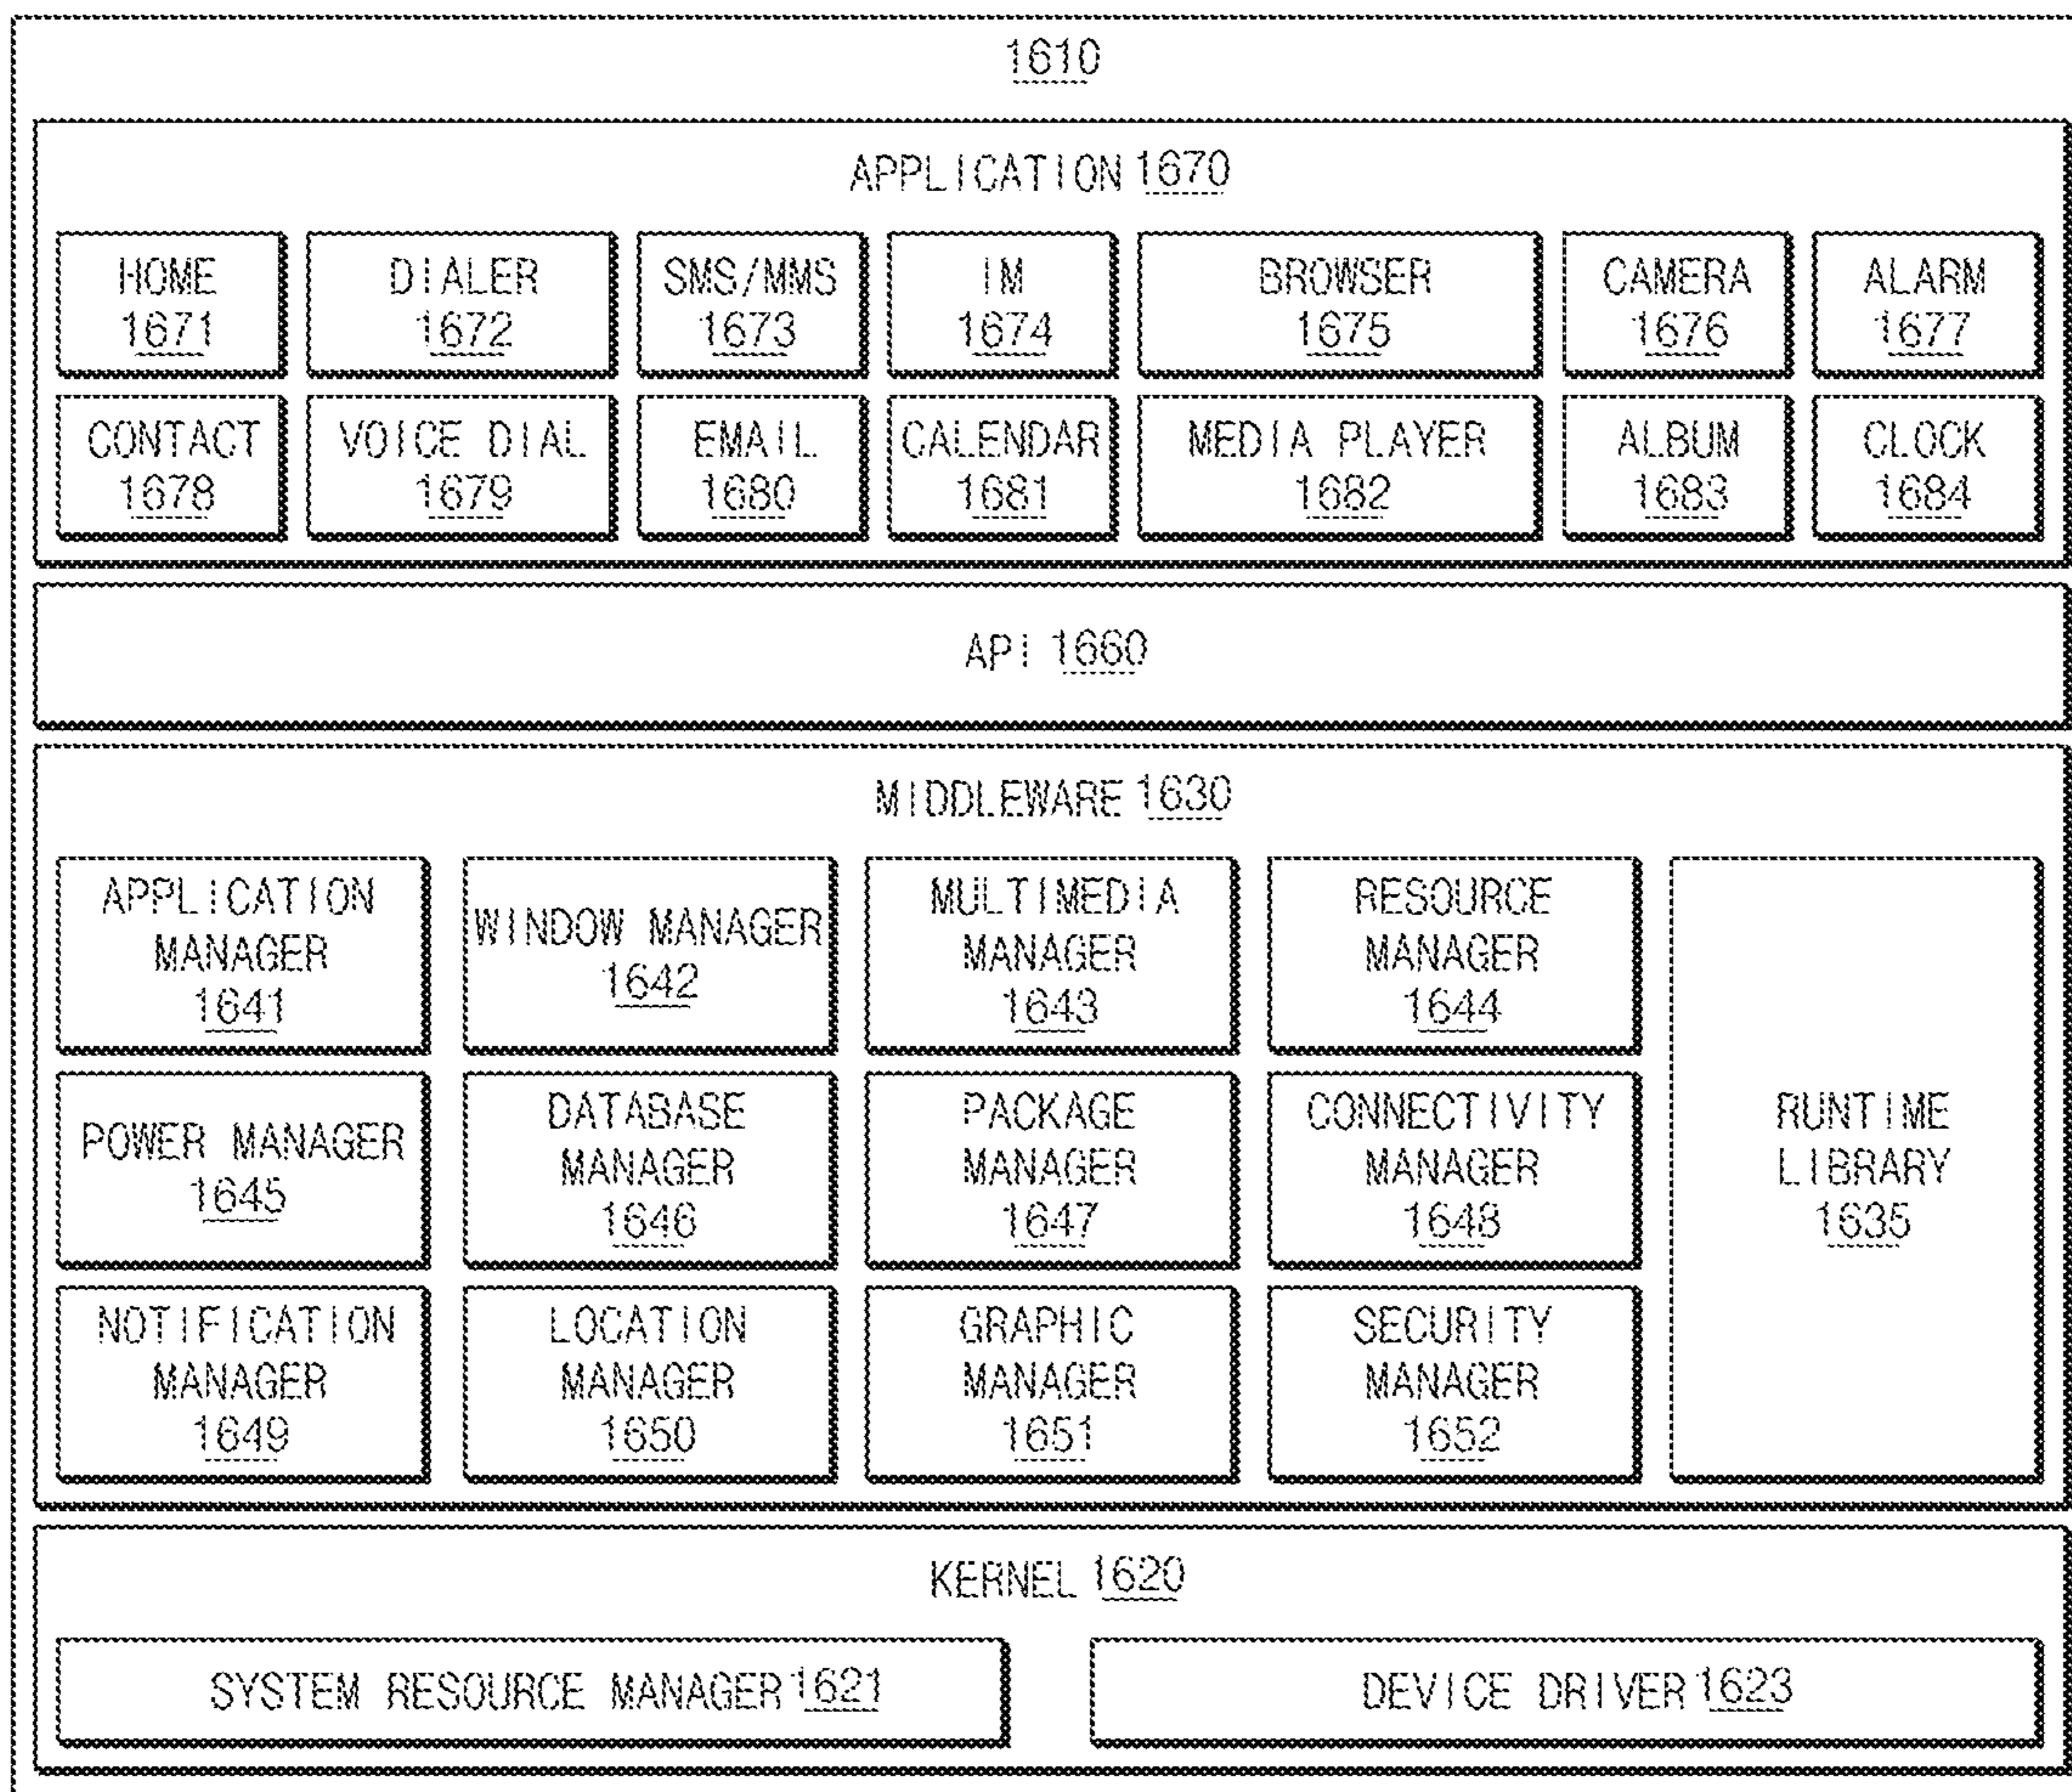 1610
APPLICATION 1670
HOME
1671
DIALER
1672
SMS/MMS
1673
IM
1674
BROWSER
1675
CAMERA
1676
ALARM
1677
CONTACT
1678
VOICE DIAL
1679
EMAIL
1680
CALENDAR
1681
MEDIA PLAYER
1682
ALBUM
1683
CLOCK
1684
API 1660
MIDDLEWARE 1630
APPLICATION
MANAGER
1641
WINDOW MANAGER
1642
MULTIMEDIA
MANAGER
1643
RESOURCE
MANAGER
1644
POWER MANAGER
1645
DATABASE
MANAGER
1646
PACKAGE
MANAGER
1647
CONNECTIVITY
MANAGER
1648
RUNTIME
LIBRARY
1635
NOTIFICATION
MANAGER
1649
LOCATION
MANAGER
1650
GRAPHIC
MANAGER
1651
SECURITY
MANAGER
1652
KERNEL 1620
SYSTEM RESOURCE MANAGER 1621
DEVICE DRIVER 1623